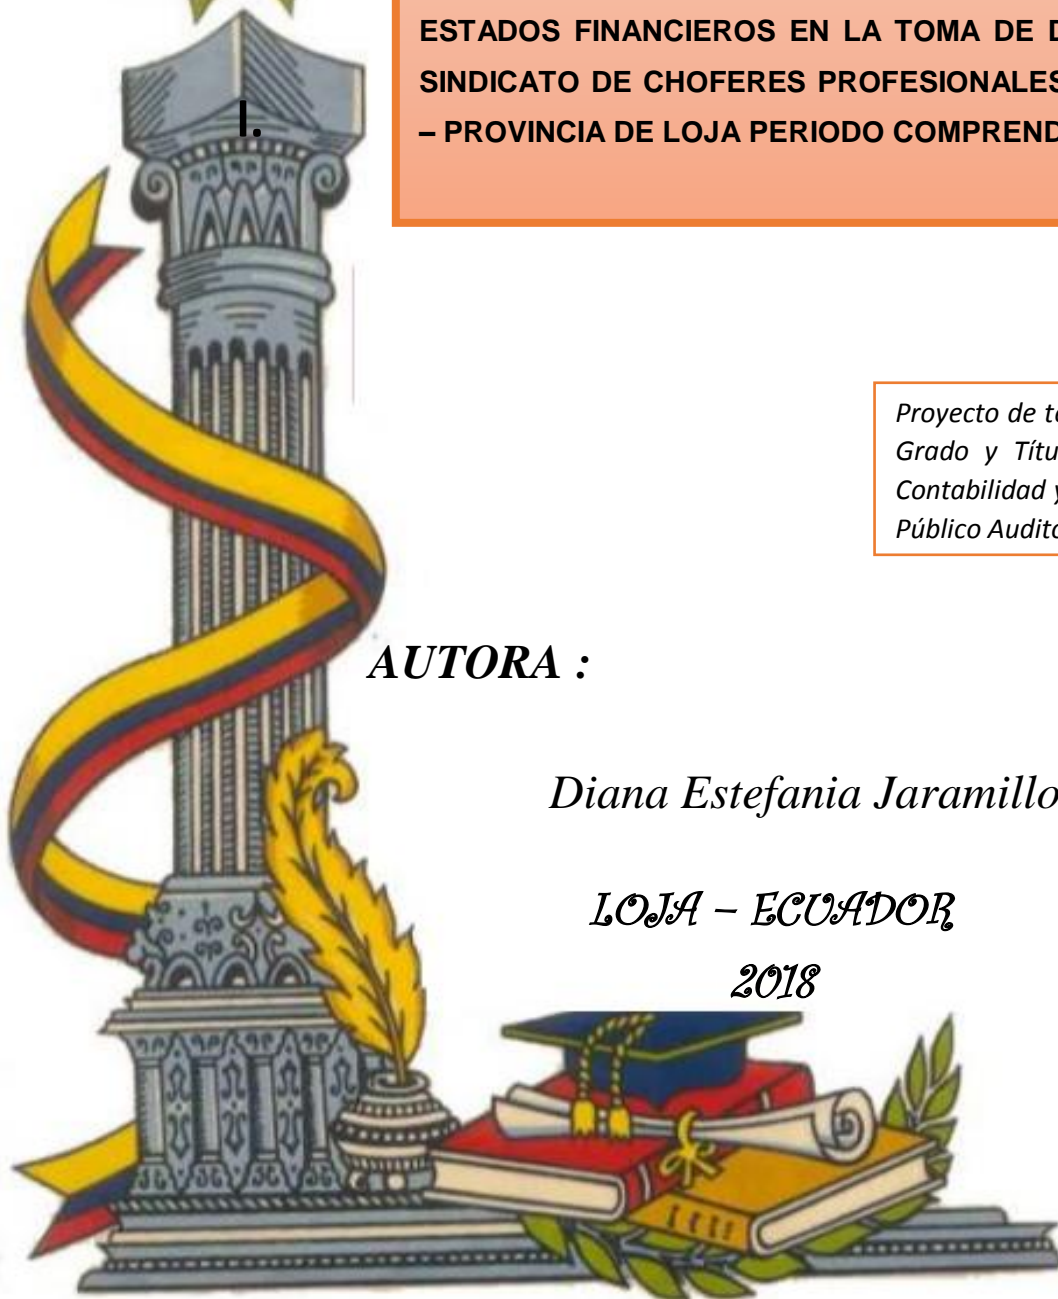 ESTADOS FINANCIEROS EN LA TOMA DE
SINDICATO DE CHOFERES PROFESIONALES
– PROVINCIA DE LOJA PERIODO COMPREND
I.
Proyecto de
Grado y Títu
Contabilidad y
Público Audito
AUTORA :
Diana Estefania Jaramillo
LOJA – ECUADOR
2018